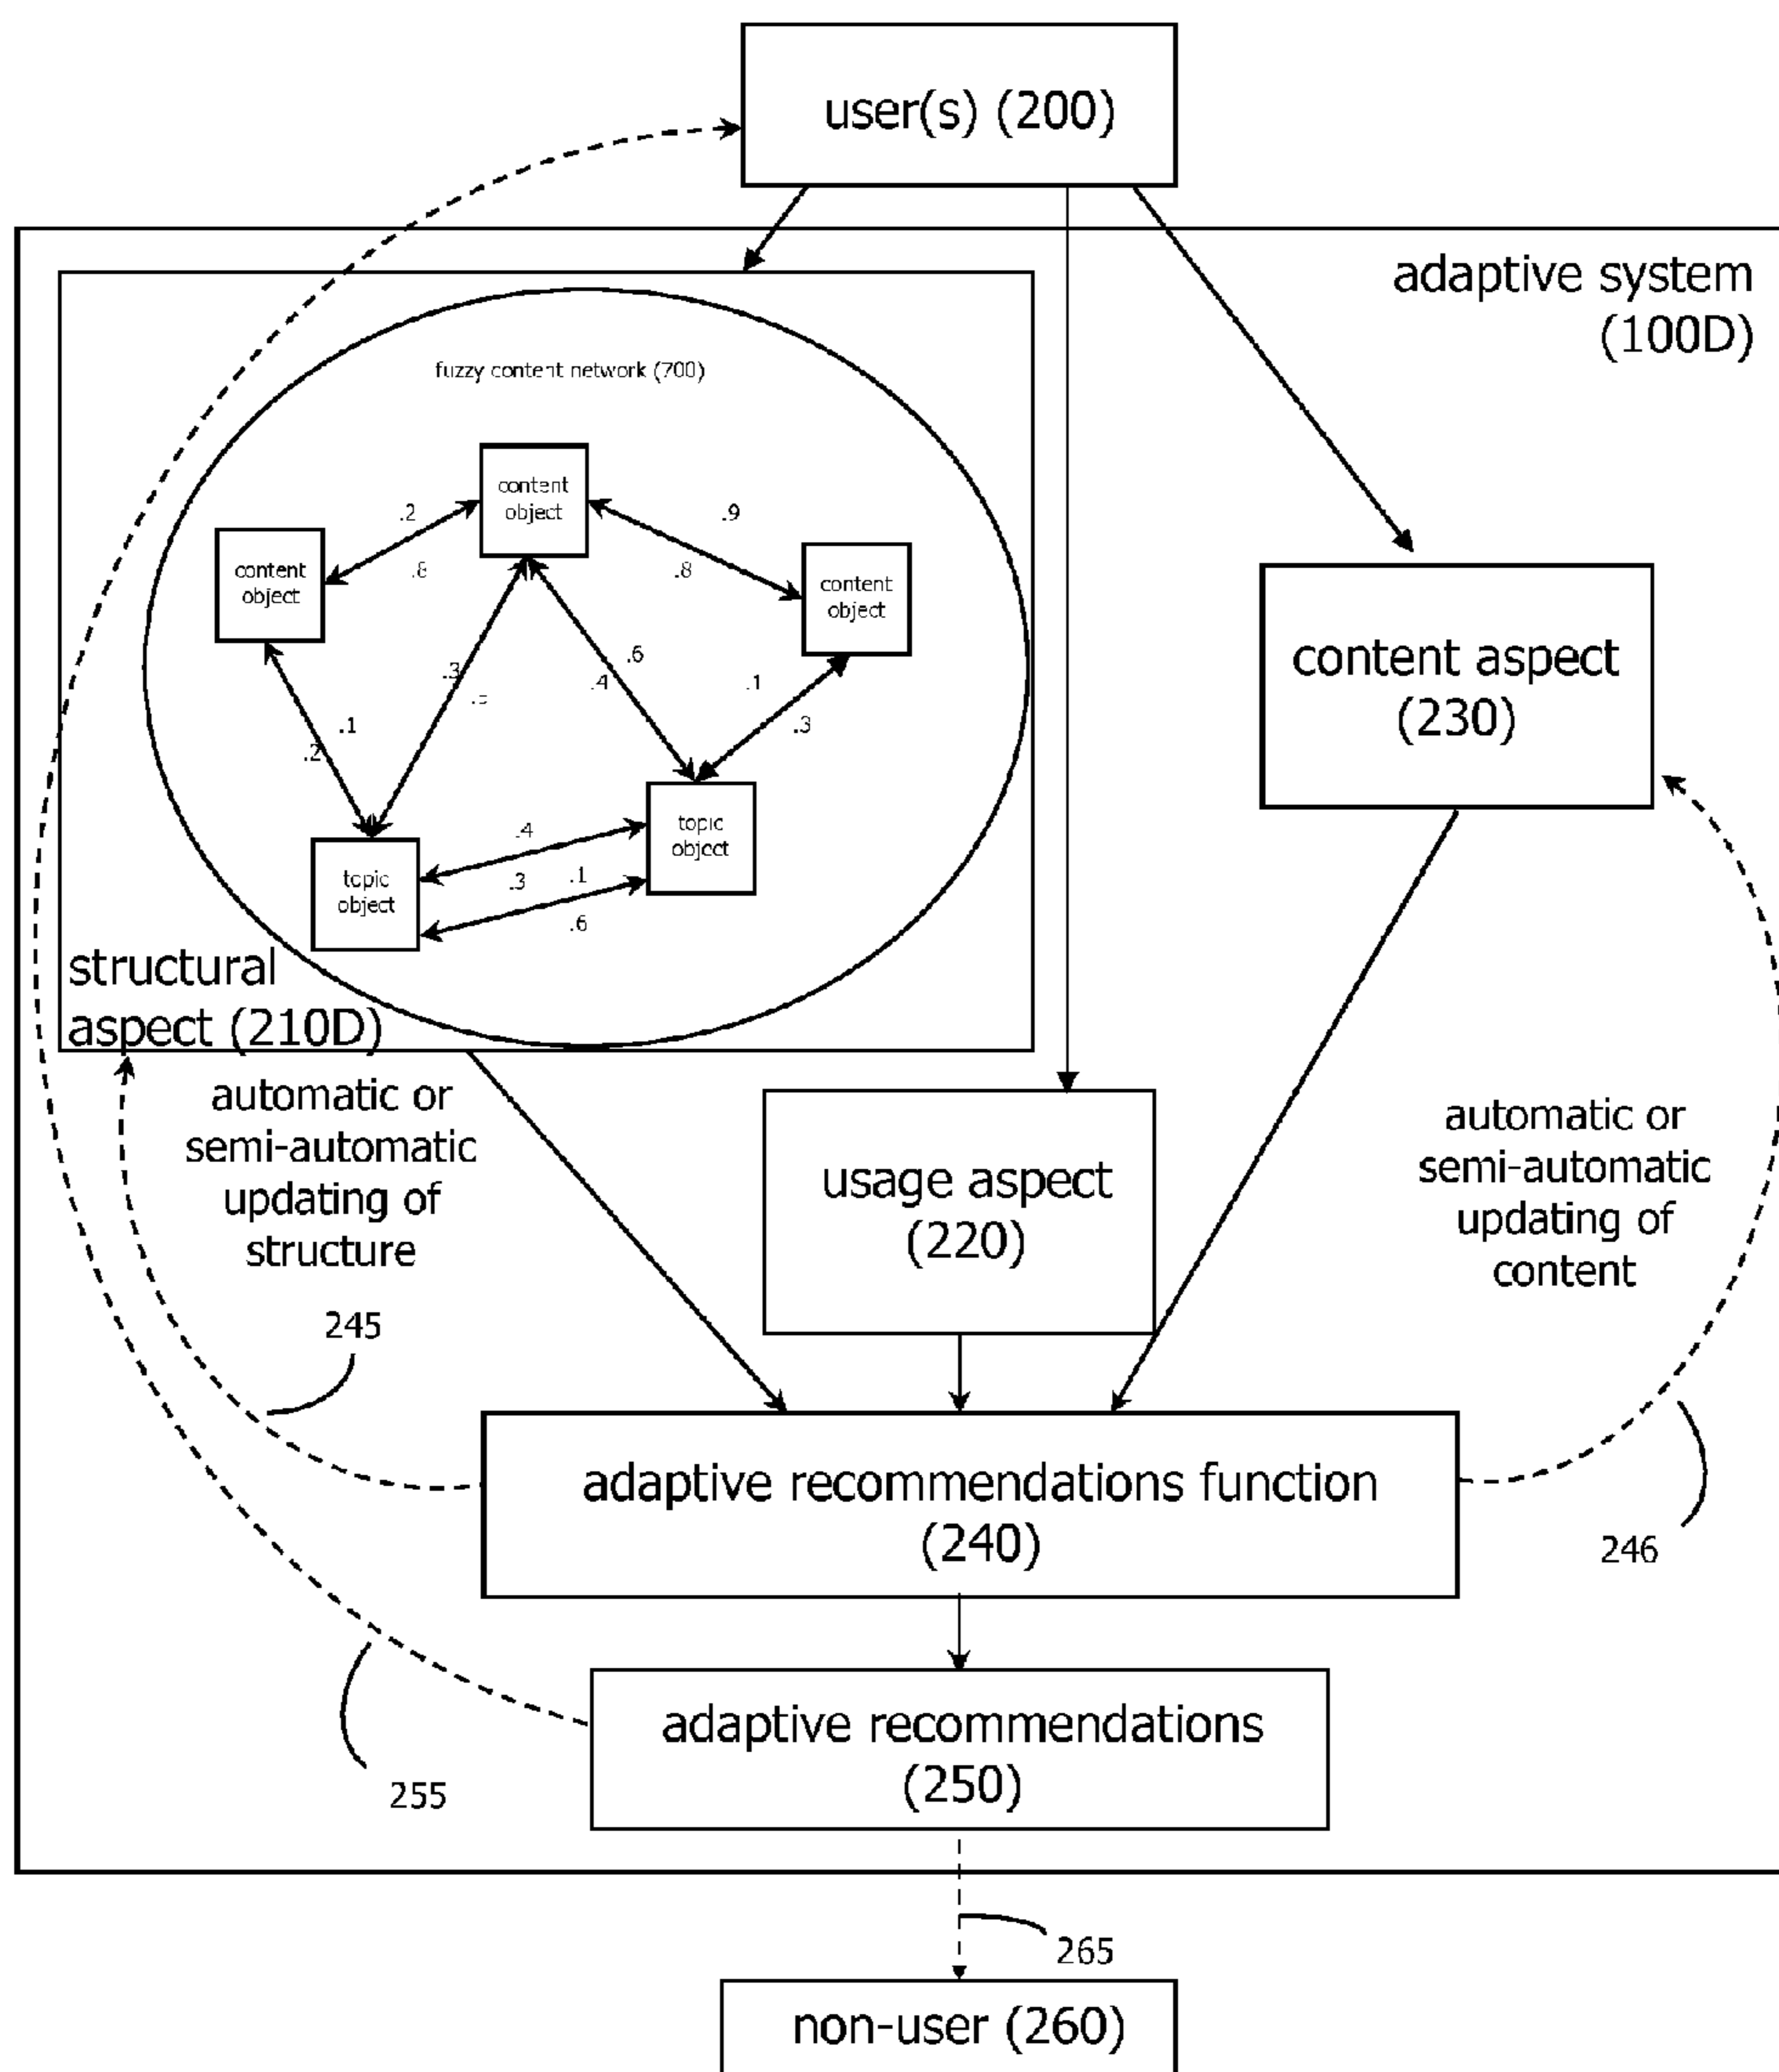 user(s) (200)
adaptive system
(100D)
fuzzy content network (700)
content
object
.2
.9
content
object
.8
.8
content
object
.3
.6
.4
.1
.1
.2
.3
topic
object
.4
.3
.1
.6
topic
object
content aspect
(230)
structural
aspect (210D)
automatic or
semi-automatic
updating of
structure
245
usage aspect
(220)
automatic or
semi-automatic
updating of
content
246
adaptive recommendations function
(240)
adaptive recommendations
(250)
255
265
non-user (260)